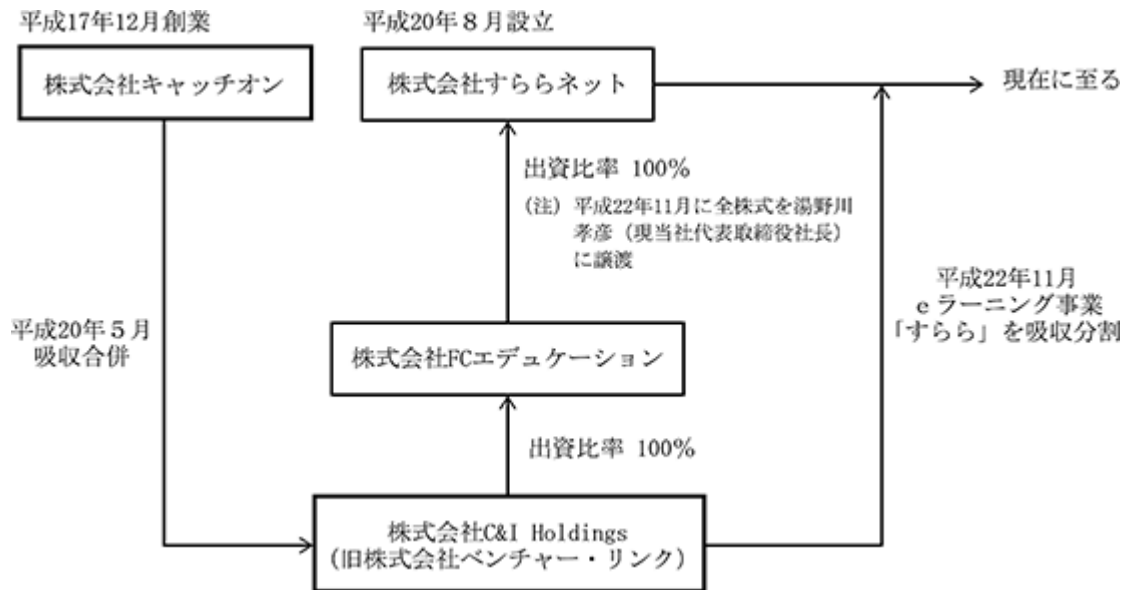 平成17年12月創業
平成20年8月設立
株式会社キャッチオン
株式会社すららネット
現在に至る
出資比率 100%
(注) 平成22年11月に全株式を湯野川
孝彦(現当社代表取締役社長)
に譲渡
平成22年11月
eラーニング事業
「すらら」を吸収分割
平成20年5月
吸収合併
株式会社FCエデュケーション
出資比率 100%
株式会社C&I Holdings
(旧株式会社ベンチャー・リンク)